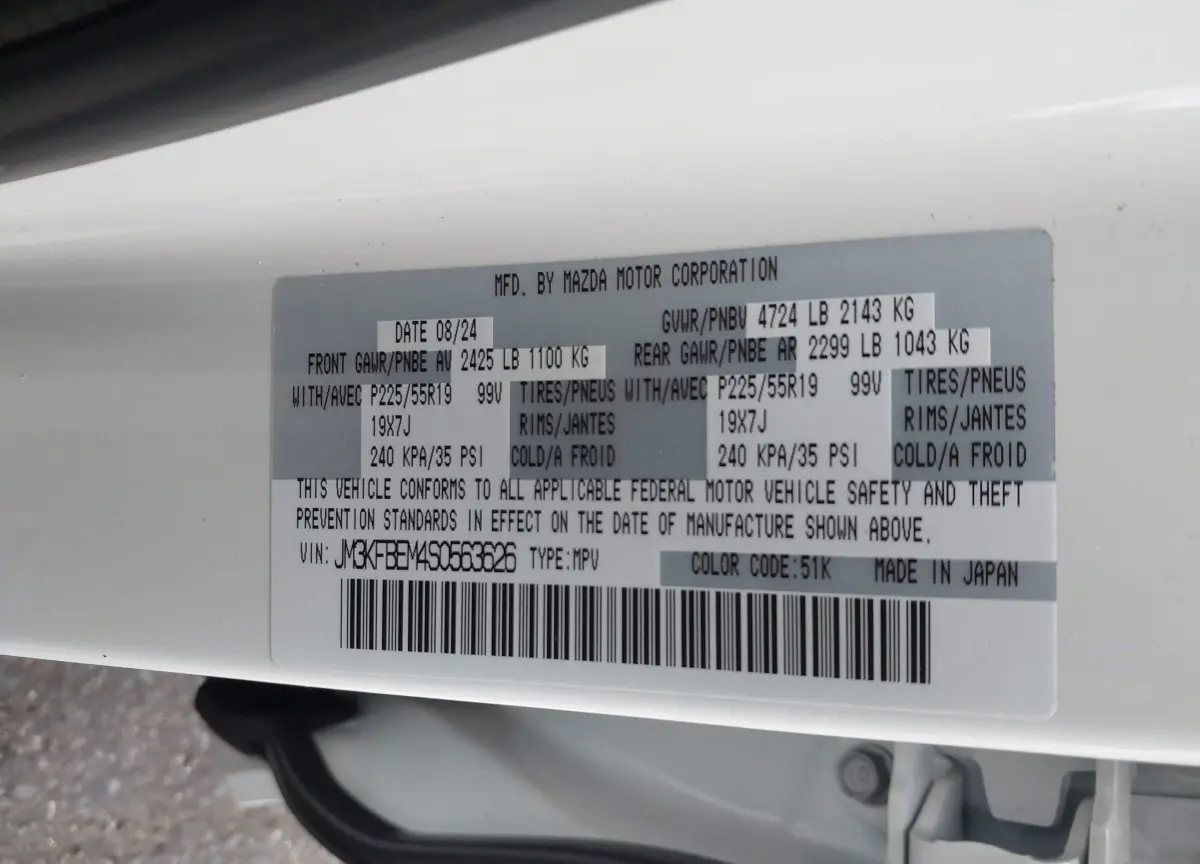 MFD. BY MAZDA MOTOR CORPORATION
DATE 08/24 GVWR/PNBV 4724 LB 2143 KG
FRONT GAWR/PNBE AV 2425 LB 1100 KG REAR GAWR/PNBE AR 2299 LB 1043 KG
WITH/AVEC P225/55R19 99V TIRES/PNEUS WITH/AVEC P225/55R19 99V TIRES/PNEUS
19X7J RIMS/JANTES 19X7J RIMS/JANTES
240 KPA/35 PSI COLD/A FROID 240 KPA/35 PSI COLD/A FROID
THIS VEHICLE CONFORMS TO ALL APPLICABLE FEDERAL MOTOR VEHICLE SAFETY AND THEFT
PREVENTION STANDARDS IN EFFECT ON THE DATE OF MANUFACTURE SHOWN ABOVE.
VIN: JM3KFBEM4S0563626 TYPE:MPV COLOR CODE:51K MADE IN JAPAN